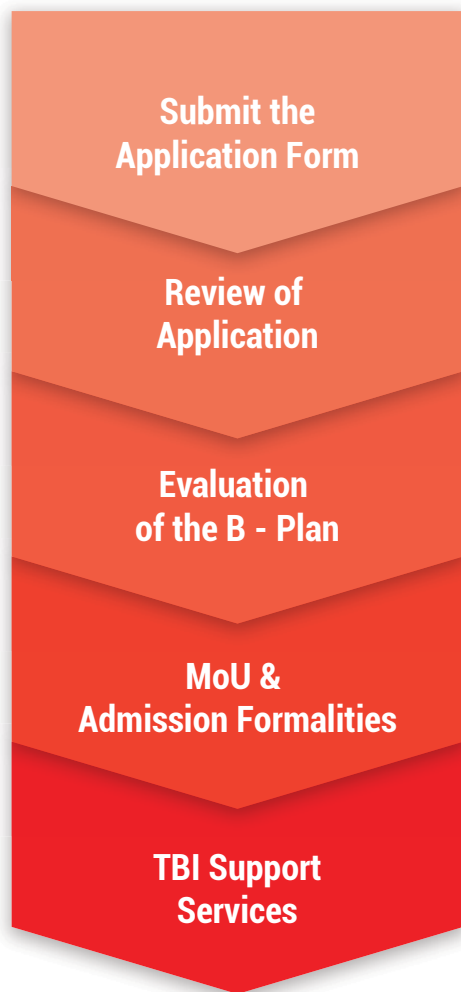 Submit the
Application Form
Review of
Application
Evaluation
of the B - Plan
MoU &
Admission Formalities
TBI Support
Services